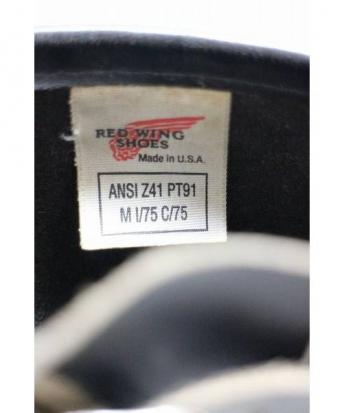 RED WING
SHOES
Made in U.S.A.
ANSI Z41 PT91
M I/75 C/75